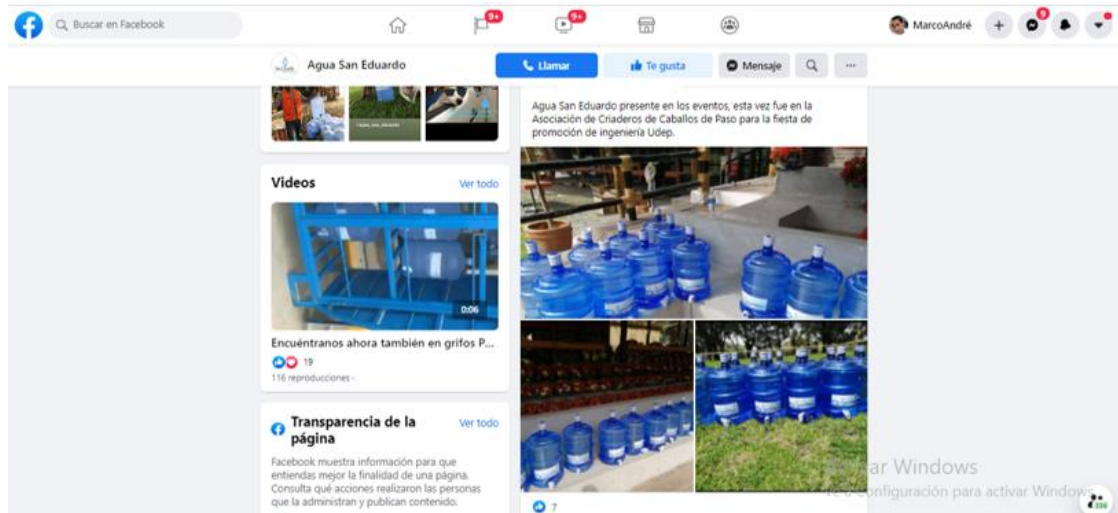 Buscar en Facebook
9+
9+
MarcoAndré
9
Agua San Eduardo
Llamar
Te gusta
Mensaje
Agua San Eduardo presente en los eventos, esta vez fue en la
Asociación de Criaderos de Caballos de Paso para la fiesta de
promoción de ingeniería Udep.
Videos
Ver todo
0:06
Encuéntranos ahora también en grifos P...
19
116 reproducciones ·
Transparencia de la
página
Ver todo
Facebook muestra información para que
entiendas mejor la finalidad de una página.
Consulta qué acciones realizaron las personas
que la administran y publican contenido.
7
ar Windows
onfiguración para activar Windows